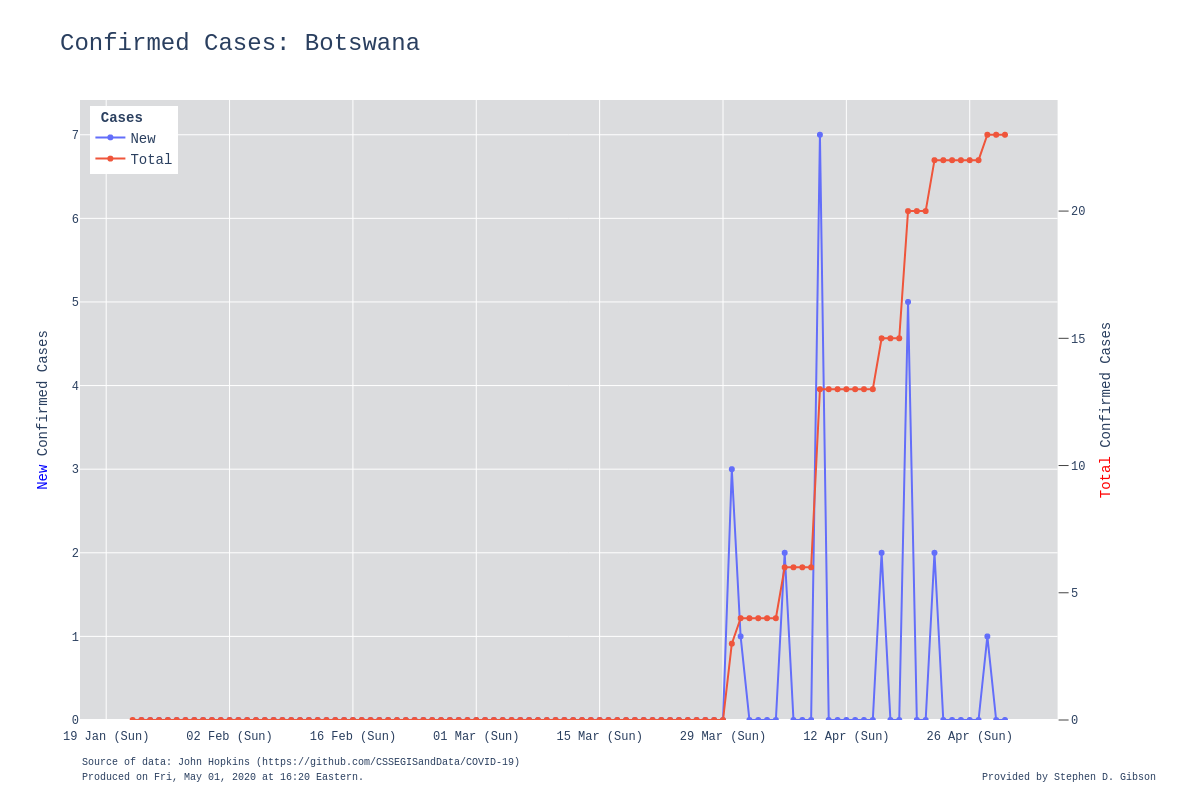 Confirmed Cases: Botswana
Cases
New
Total
7
6
5
4
3
2
1
0
New Confirmed Cases
20
15
10
5
0
Total Confirmed Cases
19 Jan (Sun) 02 Feb (Sun) 16 Feb (Sun) 01 Mar (Sun) 15 Mar (Sun) 29 Mar (Sun) 12 Apr (Sun) 26 Apr (Sun)
Source of data: John Hopkins (https://github.com/CSSEGISandData/COVID-19)
Produced on Fri, May 01, 2020 at 16:20 Eastern.
Provided by Stephen D. Gibson